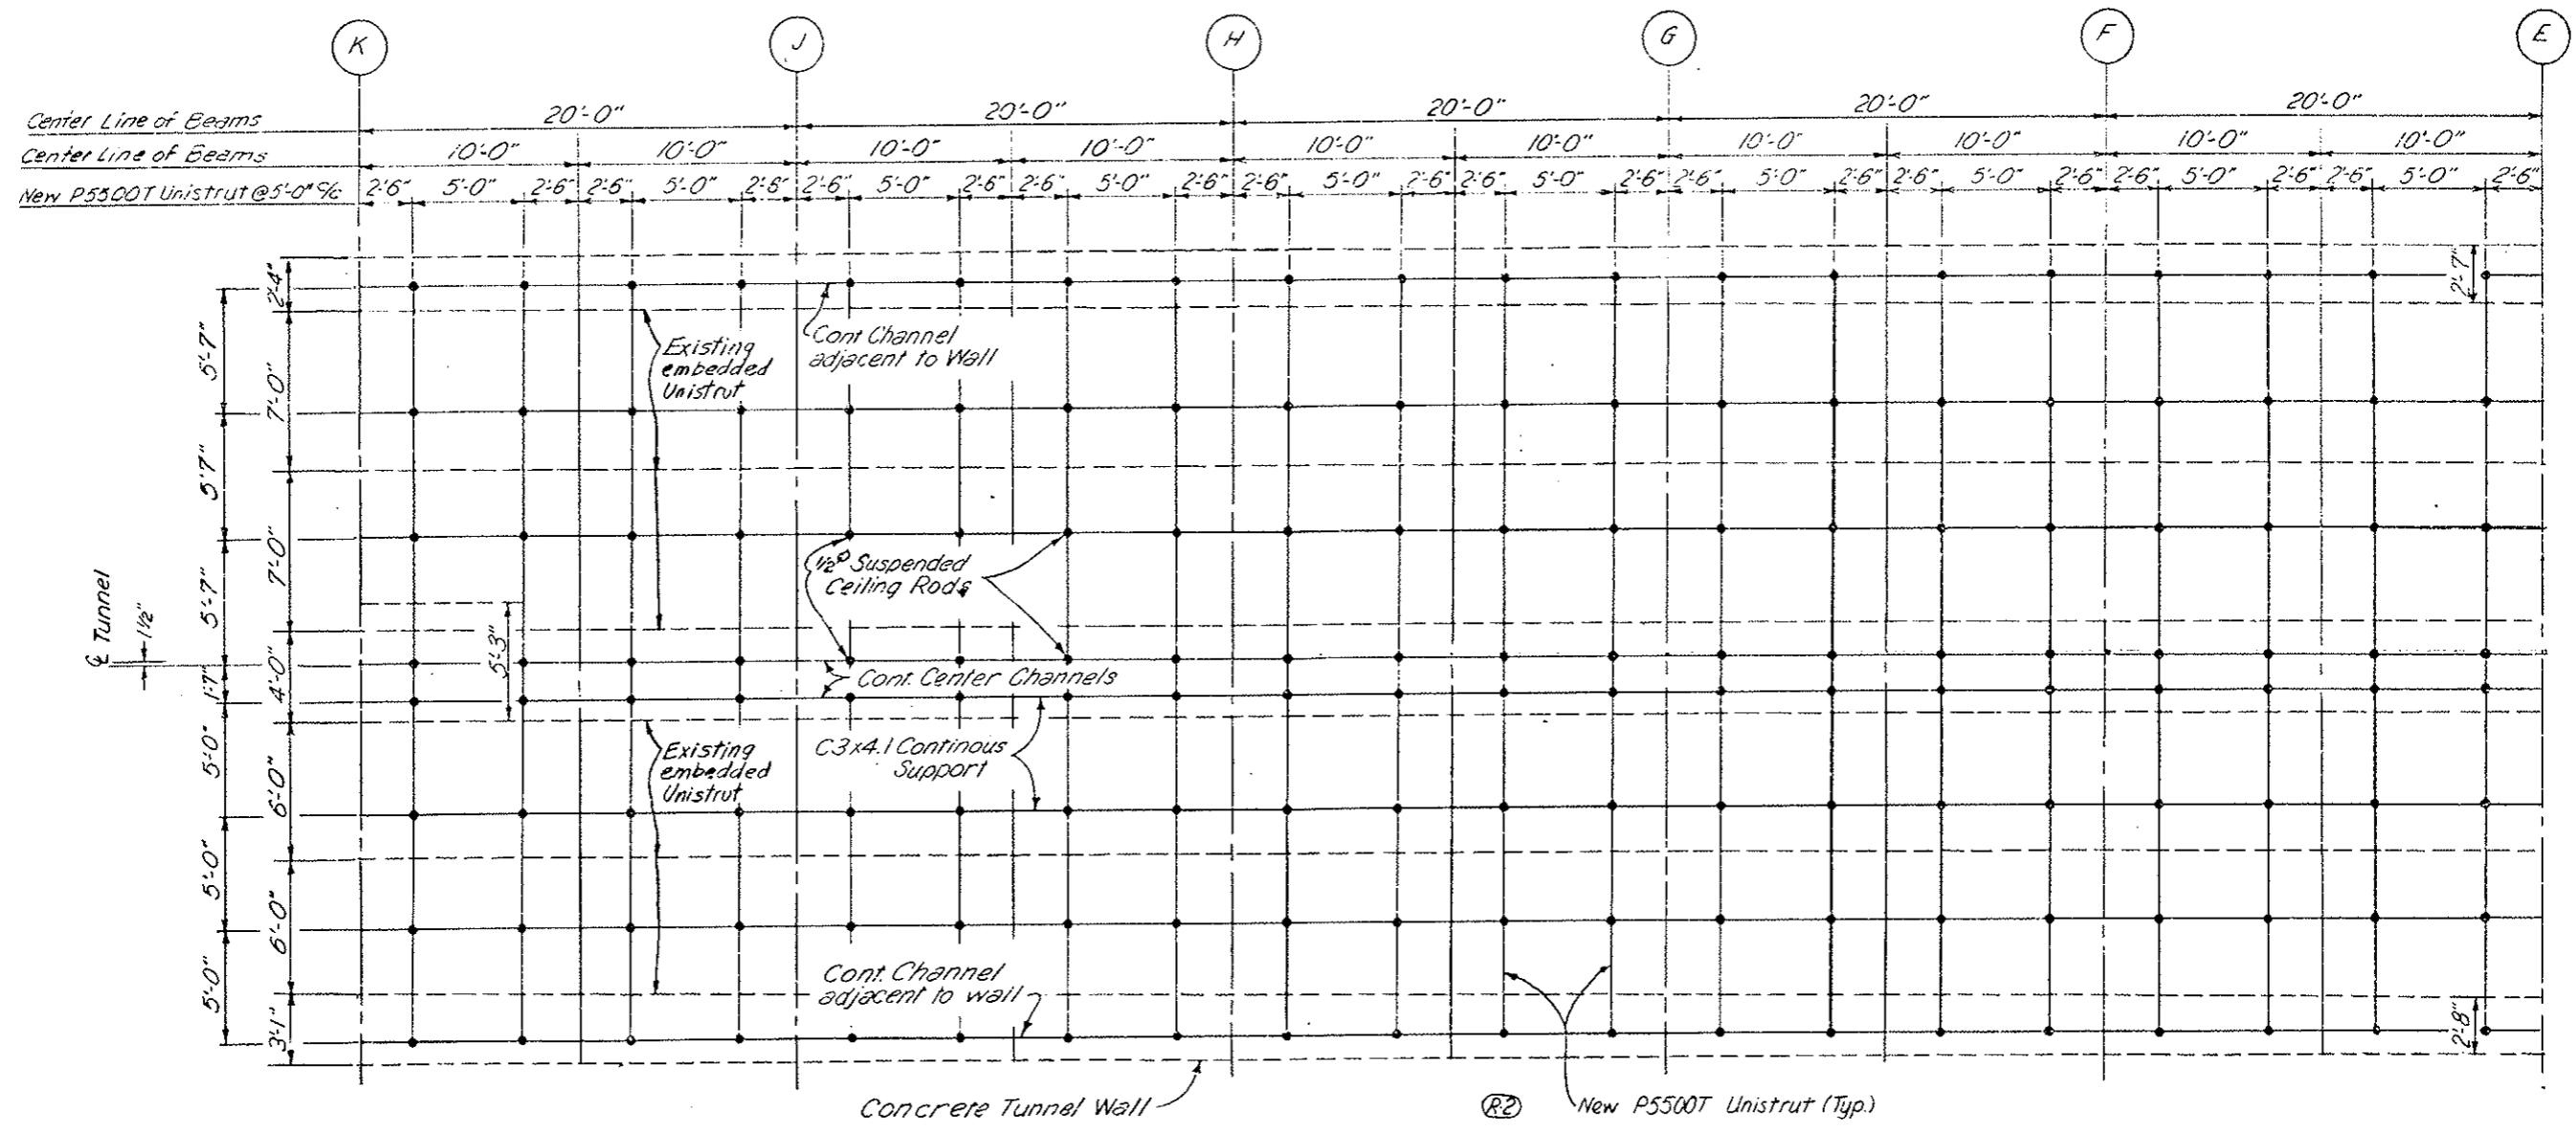 K J H G F E
Center Line of Beams 20'-0" 20'-0" 20'-0" 20'-0" 20'-0"
Center Line of Beams 10'-0" 10'-0" 10'-0" 10'-0" 10'-0" 10'-0" 10'-0" 10'-0" 10'-0" 10'-0"
New P5500T Unistrut @ 5'-0" c/c 2'-6" 5'-0" 2'-6" 2'-6" 5'-0" 2'-6" 2'-6" 5'-0" 2'-6" 2'-6" 5'-0" 2'-6" 2'-6" 5'-0" 2'-6" 2'-6" 5'-0" 2'-6" 2'-6" 5'-0" 2'-6" 2'-6" 5'-0" 2'-6" 2'-6" 5'-0" 2'-6" 2'-6" 5'-0" 2'-6"
2'-4"
2'-7"
5'-7"
7'-0"
Existing
embedded
Unistrut
Cont Channel
adjacent to Wall
5'-7"
7'-0"
5'-7"
1/2"Ø Suspended
Ceiling Rods
℄ Tunnel
1 1/2"
5'-3"
1'-7"
4'-0"
Cont. Center Channels
5'-0"
6'-0"
Existing
embedded
Unistrut
C3x4.1 Continous
Support
5'-0"
6'-0"
5'-0"
3'-1"
Cont. Channel
adjacent to wall
2'-8"
Concrete Tunnel Wall
R-2
New P5500T Unistrut (Typ.)